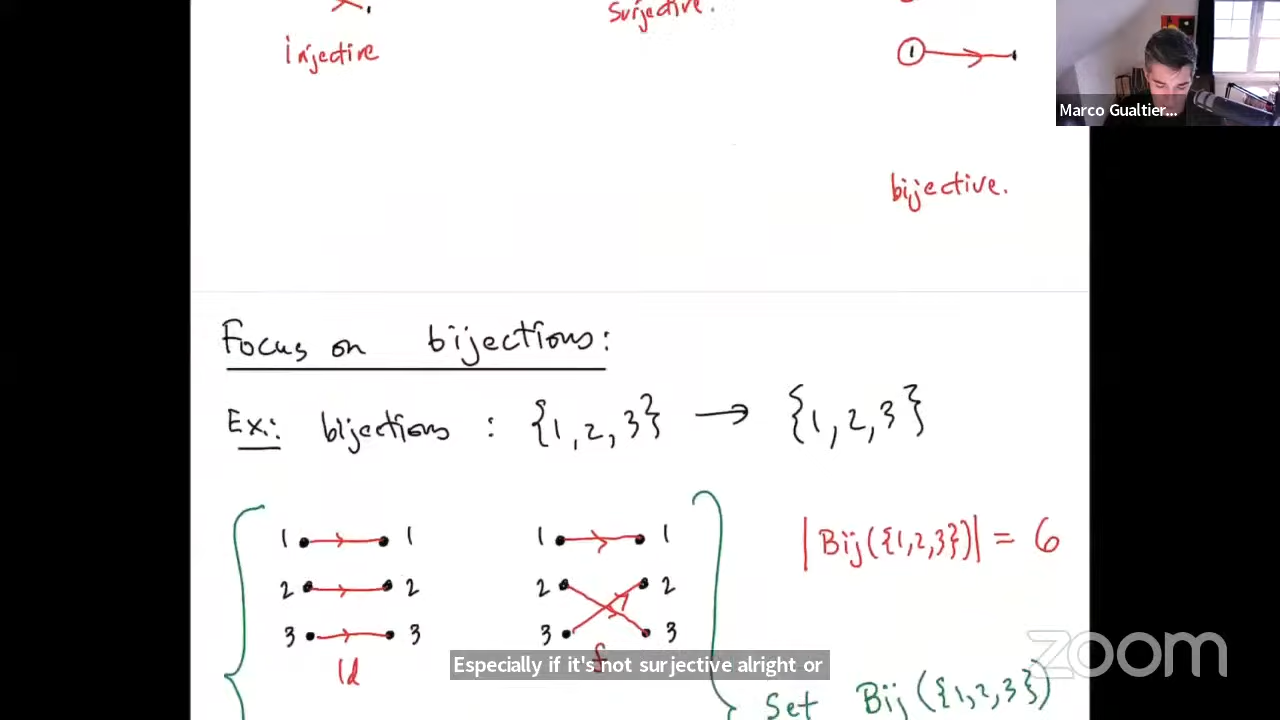 Surjective.
Injective
1
Marco Gualtier...
bijective.
Focus on bijections:
Ex.: bijections : {1,2,3} → {1,2,3}
1 1 1 1
|Bij({1,2,3})| = 6
2 2 2 2
3 3 3 3
Id f
Especially if it's not surjective alright or
zoom
Set Bij({1,2,3})